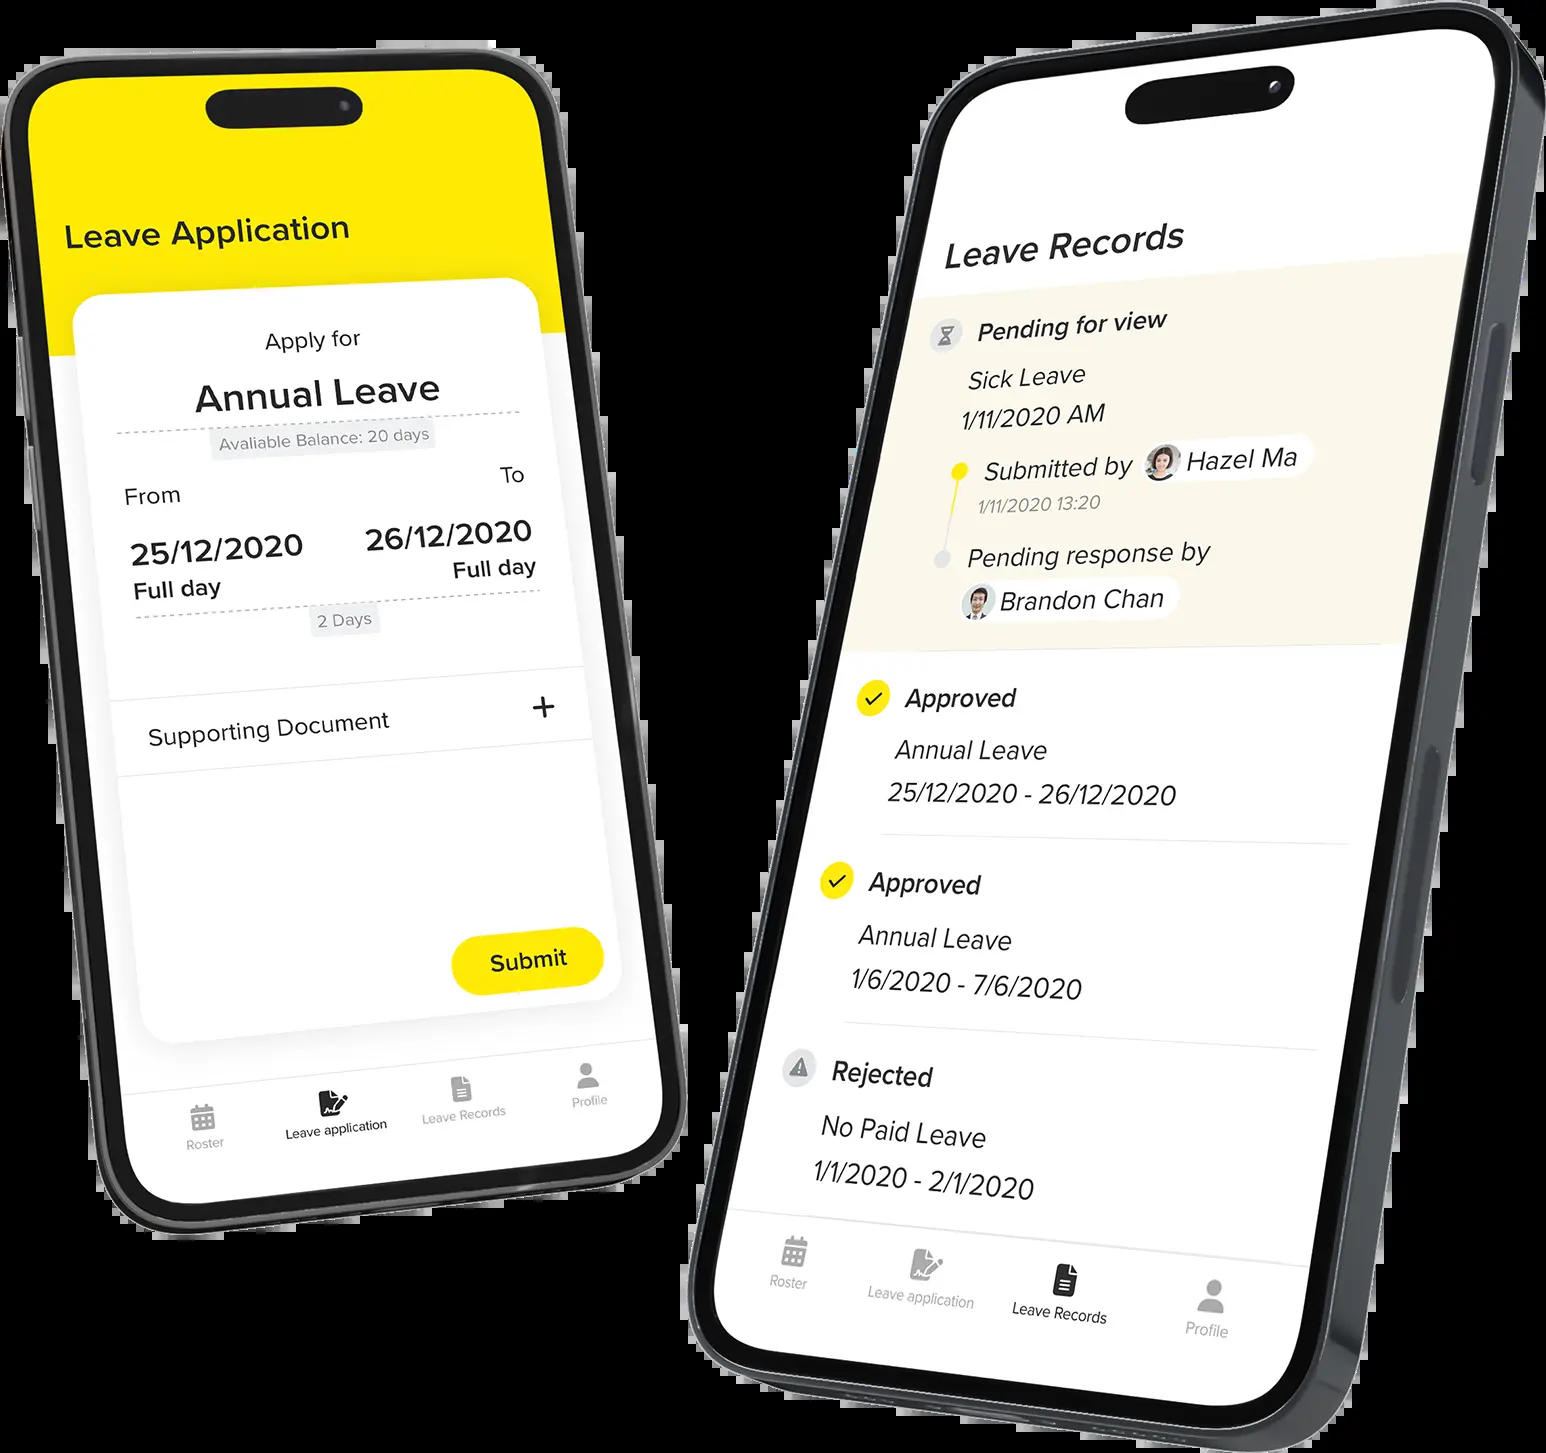 Leave Application
Apply for
Annual Leave
Avaliable Balance: 20 days
From
To
25/12/2020
26/12/2020
Full day
Full day
2 Days
Supporting Document
Submit
Roster
Leave application
Leave Records
Profile
Leave Records
Pending for view
Sick Leave
1/11/2020 AM
Submitted by Hazel Ma
1/11/2020 13:20
Pending response by
Brandon Chan
Approved
Annual Leave
25/12/2020 - 26/12/2020
Approved
Annual Leave
1/6/2020 - 7/6/2020
Rejected
No Paid Leave
1/1/2020 - 2/1/2020
Roster
Leave application
Leave Records
Profile